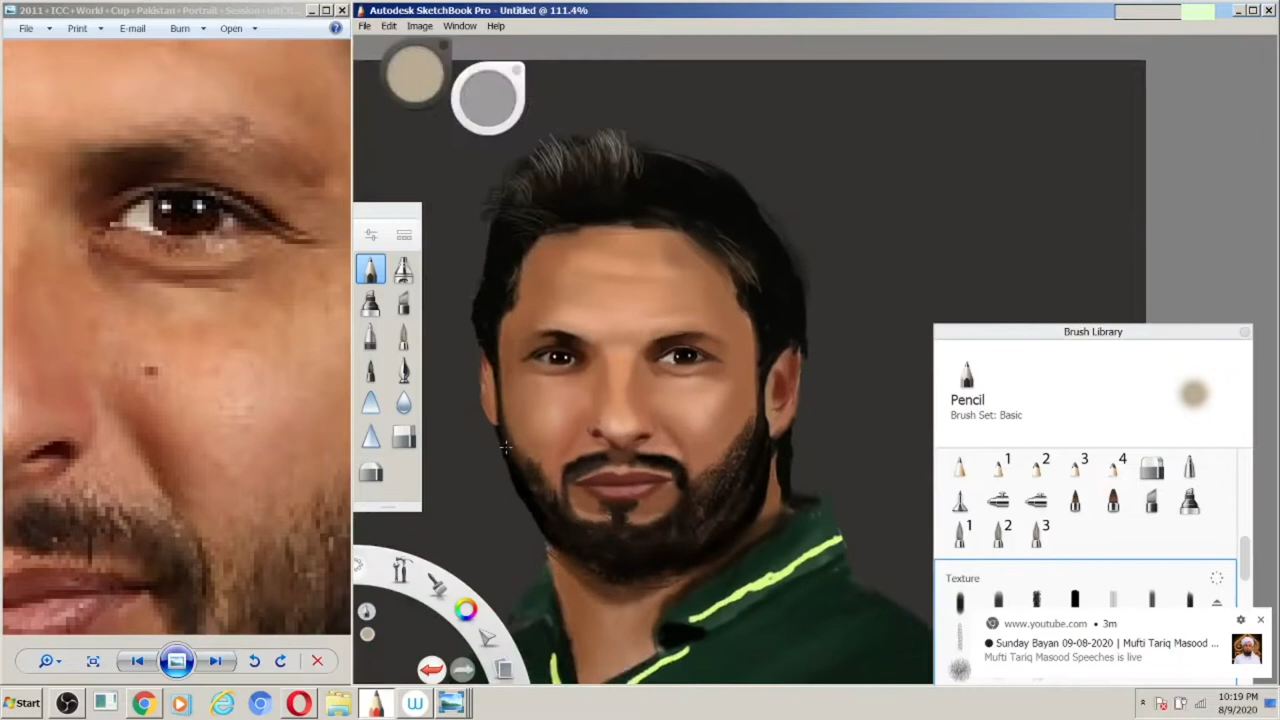 2011+ICC+World+Cup+Pakistan+Portrait+Session+
File Print E-mail Burn Open
Autodesk SketchBook Pro - Untitled @ 111.4%
File Edit Image Window Help
Brush Library
Pencil
Brush Set: Basic
1 2 3 4
1 2 3
Texture
www.youtube.com • 3m
Sunday Bayan 09-08-2020 | Mufti Tariq Masood ...
Mufti Tariq Masood Speeches is live
Start
10:19 PM
8/9/2020